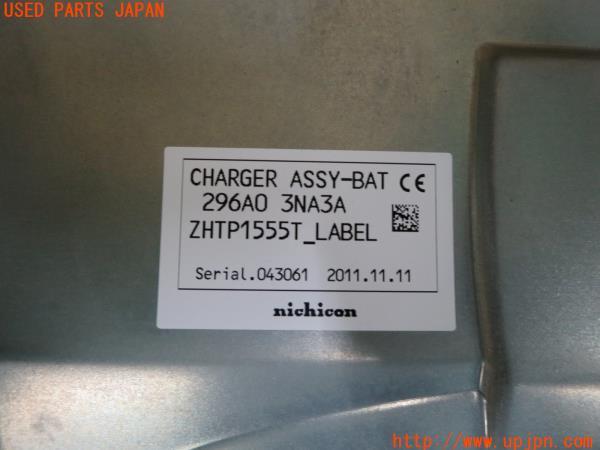 USED PARTS JAPAN
CHARGER ASSY-BAT CE
296A0 3NA3A
ZHTP1555T_LABEL
Serial.043061 2011.11.11
nichicon
http://www.upjpn.com